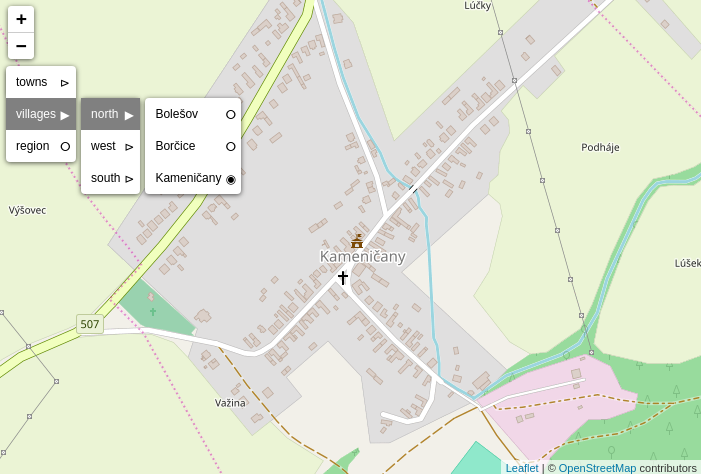 +
−
towns
villages
region
north
west
south
Bolešov
Borčice
Kameničany
Lúčky
Podháje
Výšovec
Kameničany
Lúšek
507
Važina
Leaflet | © OpenStreetMap contributors